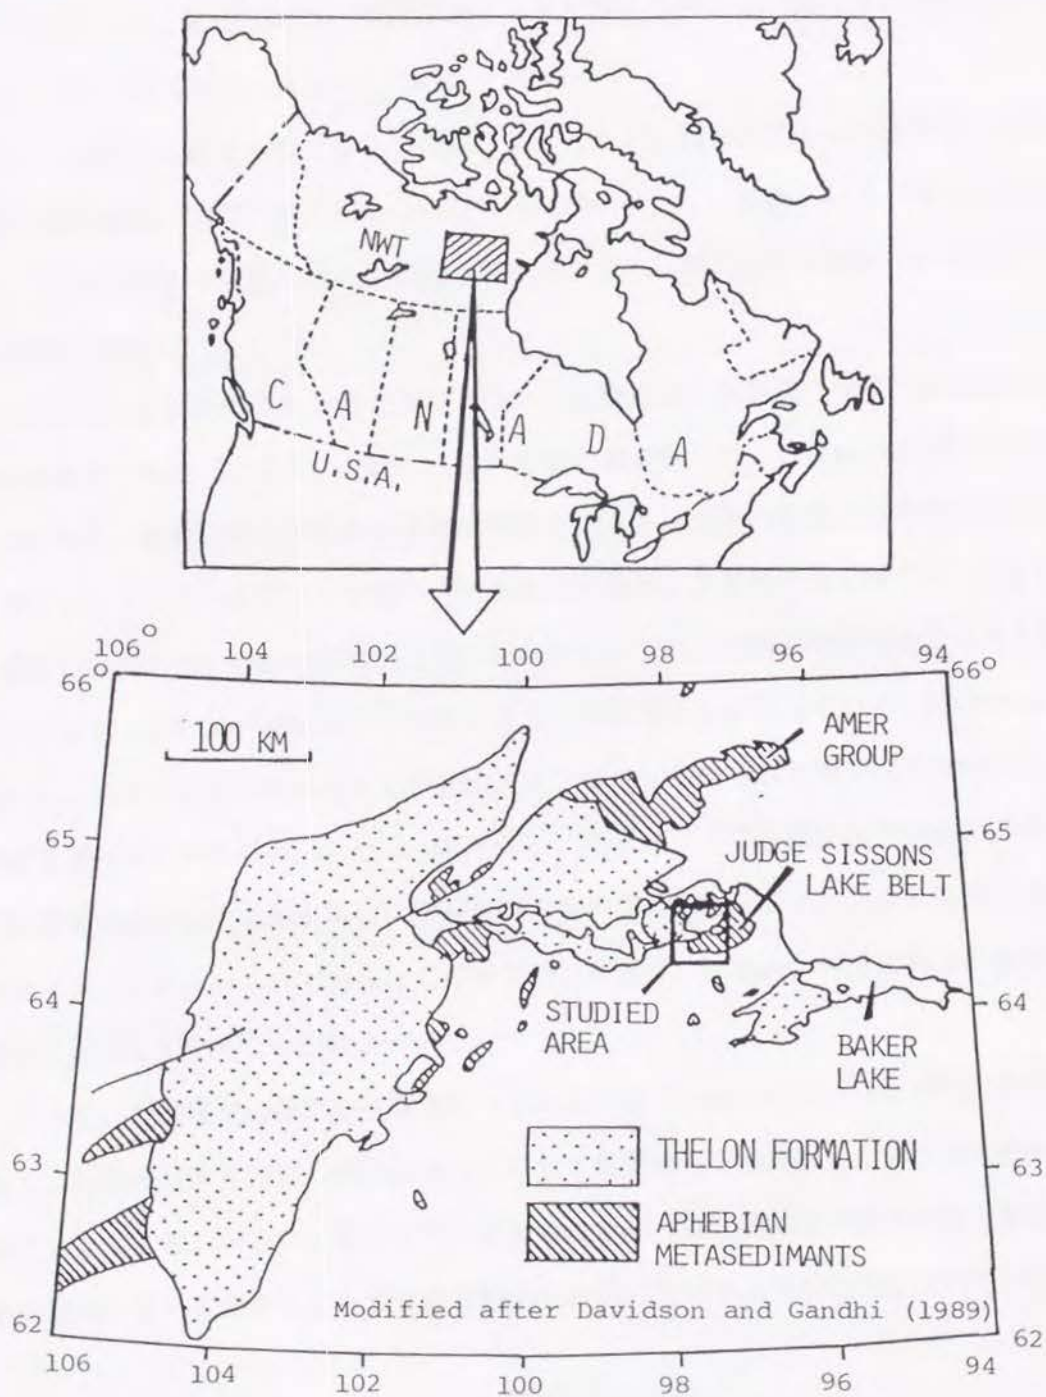 NWT
C A N A D A
U.S.A.
106° 104 102 100 98 96 94
66° 66°
100 KM
AMER
GROUP
65 65
JUDGE SISSONS
LAKE BELT
64 64
STUDIED
AREA
BAKER
LAKE
THELON FORMATION
63 63
APHEBIAN
METASEDIMANTS
Modified after Davidson and Gandhi (1989)
62 62
106 104 102 100 98 96 94